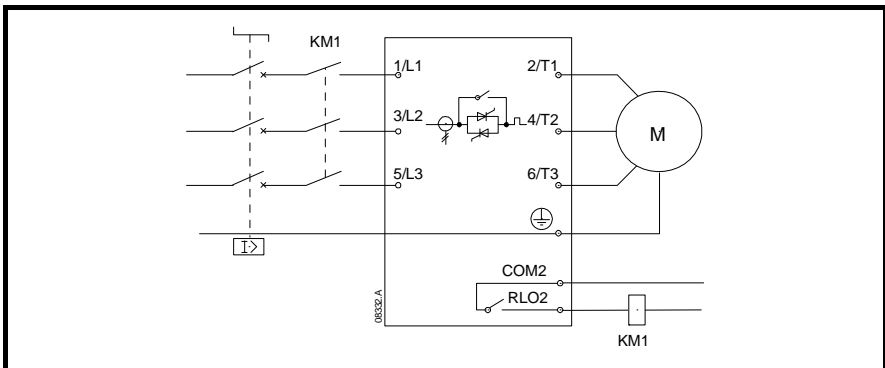 KM1
1/L1
2/T1
3/L2
4/T2
M
5/L3
6/T3
I>
COM2
RLO2
08332.A
KM1